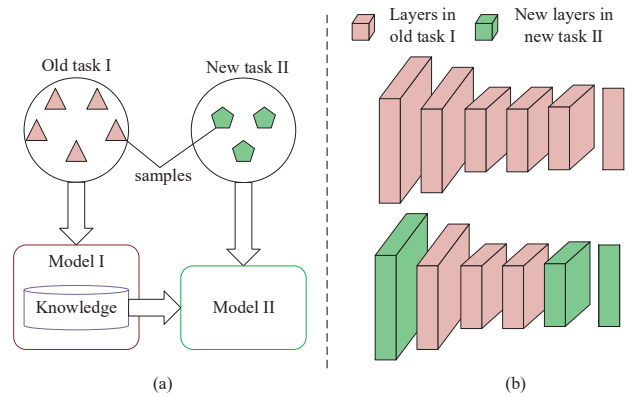 Old task I
New task II
samples
Model I
Knowledge
Model II
(a)
Layers in
old task I
New layers in
new task II
(b)